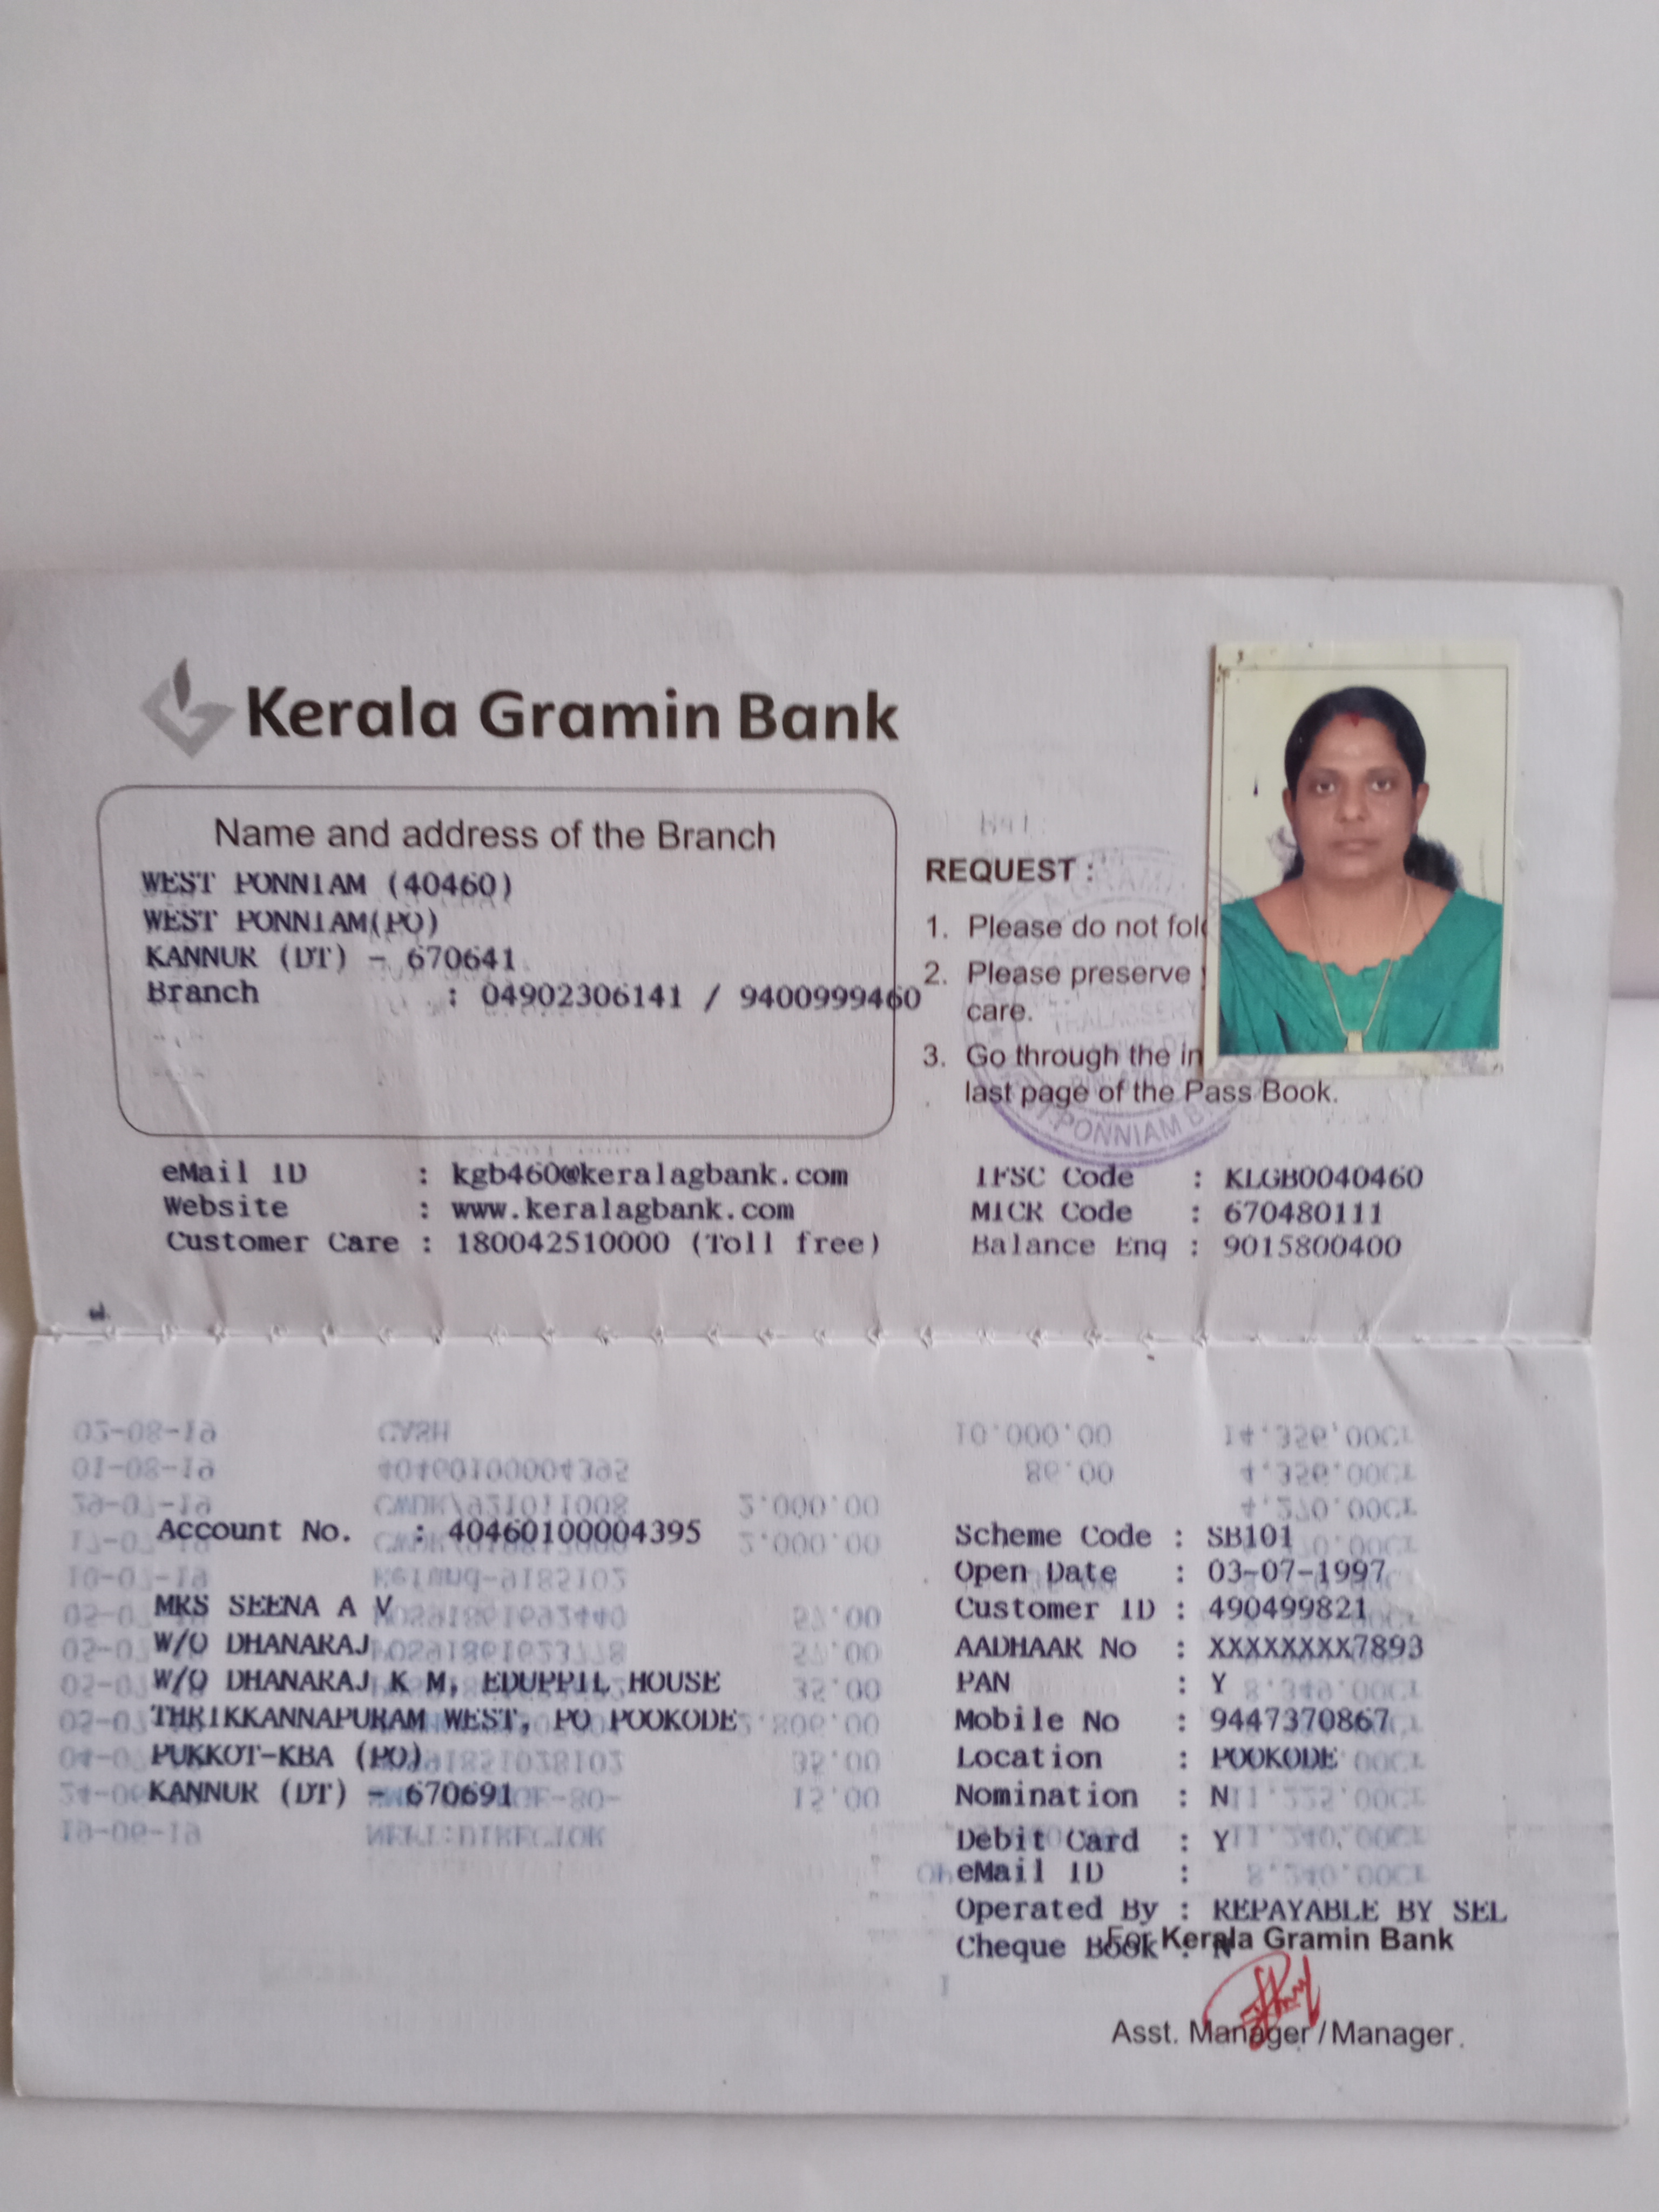 Kerala Gramin Bank
Name and address of the Branch
WEST PONNIAM (40460)
WEST PONNIAM(PO)
KANNUR (DT) - 670641
Branch : 04902306141 / 9400999460
REQUEST :
1. Please do not fol
2. Please preserve
care.
3. Go through the in
last page of the Pass Book.
THALASSERY
PONNIAM B
eMail ID : kgb460@keralagbank.com
Website : www.keralagbank.com
Customer Care : 180042510000 (Toll free)
IFSC Code : KLGB0040460
MICR Code : 670480111
Balance Enq : 9015800400
Account No. : 40460100004395
MRS SEENA A V
W/O DHANARAJ
W/O DHANARAJ K M, EDUPPIL HOUSE
THRIKKANNAPURAM WEST, PO POOKODE
PUKKOT-KBA (PO)
KANNUR (DT) - 670691
Scheme Code : SB101
Open Date : 03-07-1997
Customer ID : 490499821
AADHAAR No : XXXXXXXX7893
PAN : Y
Mobile No : 9447370867
Location : POOKODE
Nomination : N
Debit Card : Y
eMail ID :
Operated By : REPAYABLE BY SEL
Cheque Book : N
For Kerala Gramin Bank
Asst. Manager / Manager.